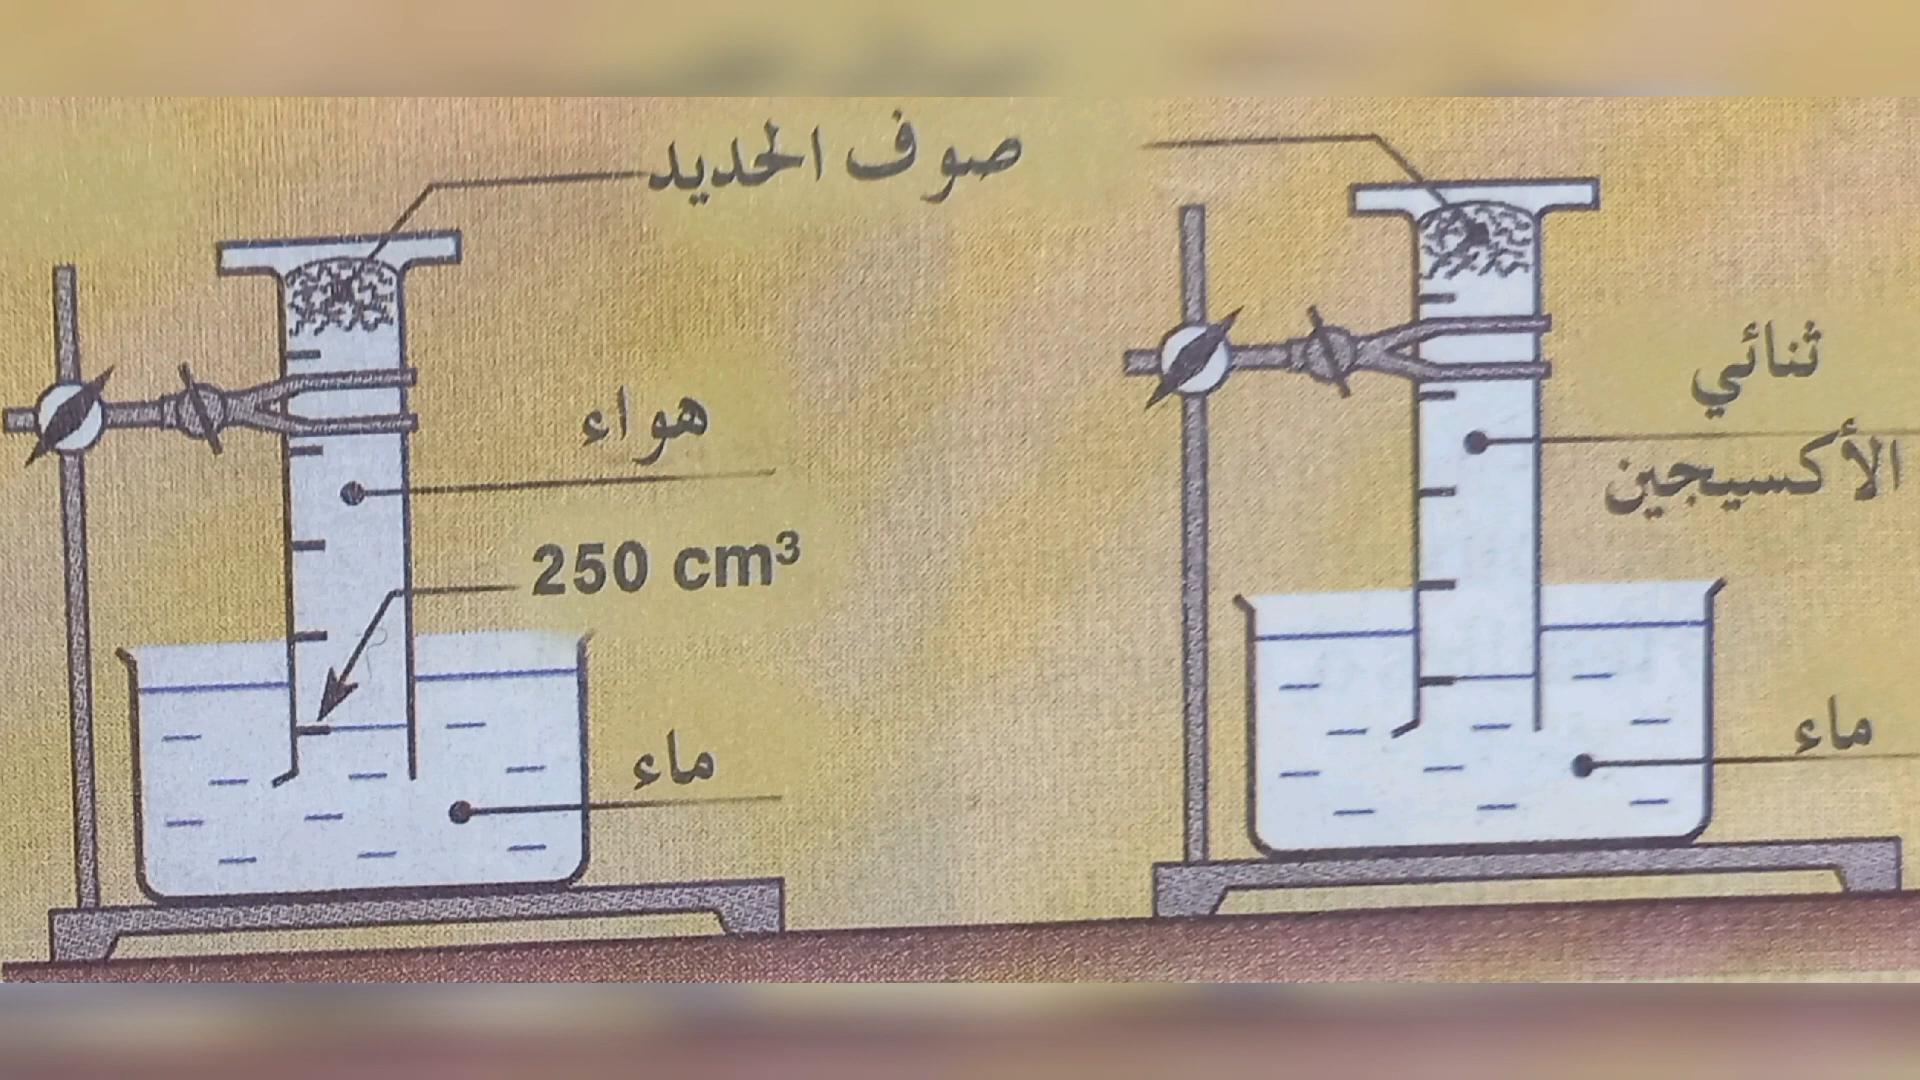 صوف الحديد
هواء
250 cm³
ماء
ثنائي
الأكسيجين
ماء